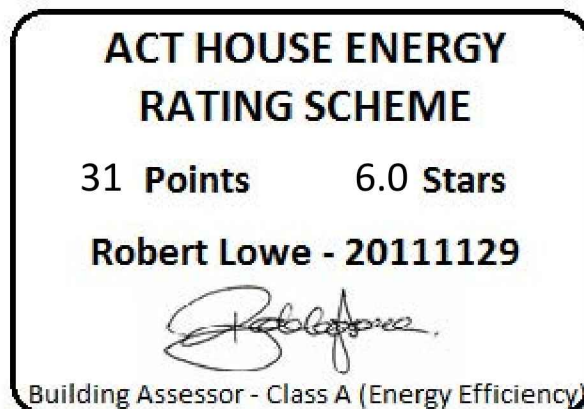 ACT HOUSE ENERGY
RATING SCHEME
31 Points 6.0 Stars
Robert Lowe - 20111129
Building Assessor - Class A (Energy Efficiency)